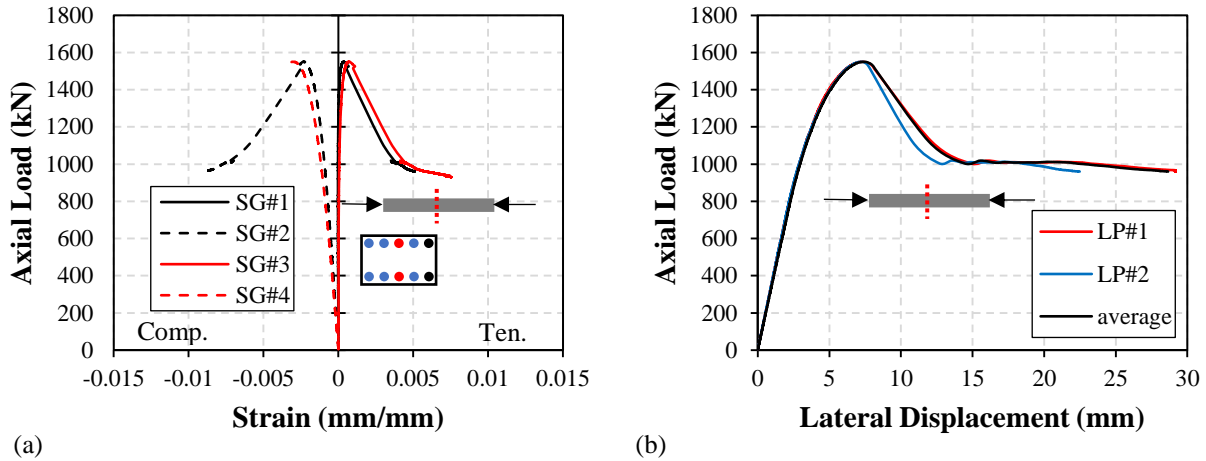 1800
1600
1400
1200
1000
800
600
400
200
0
Axial Load (kN)
SG#1
SG#2
SG#3
SG#4
Comp.
Ten.
-0.015 -0.01 -0.005 0 0.005 0.01 0.015
Strain (mm/mm)
(a)
1800
1600
1400
1200
1000
800
600
400
200
0
Axial Load (kN)
LP#1
LP#2
average
0 5 10 15 20 25 30
Lateral Displacement (mm)
(b)